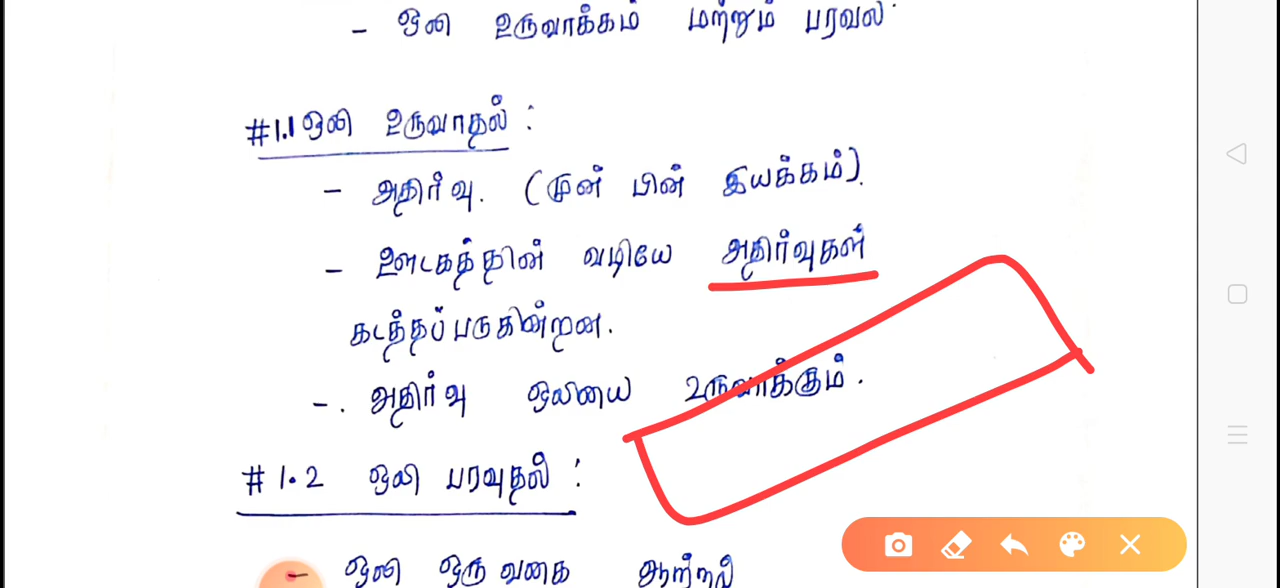 - ஒலி உருவாக்கம் மற்றும் பரவல்.
#1.1 ஒலி உருவாதல் :
- அதிர்வு. (முன் பின் இயக்கம்).
- ஊடகத்தின் வழியே அதிர்வுகள்
கடத்தப்படுகின்றன.
-. அதிர்வு ஒலியை உருவாக்கும்.
# 1.2 ஒலி பரவுதல் :
ஒலி ஒரு வகை ஆற்றல்